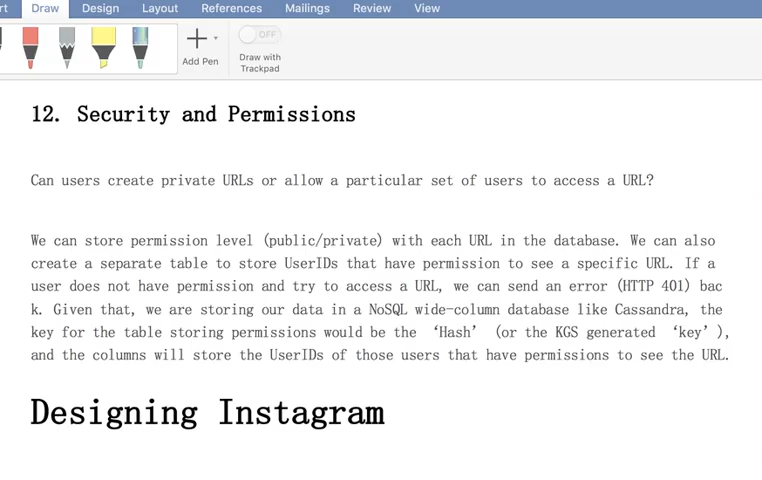 rt Draw Design Layout References Mailings Review View
OFF
Add Pen
Draw with
Trackpad
12. Security and Permissions
Can users create private URLs or allow a particular set of users to access a URL?
We can store permission level (public/private) with each URL in the database. We can also
create a separate table to store UserIDs that have permission to see a specific URL. If a
user does not have permission and try to access a URL, we can send an error (HTTP 401) bac
k. Given that, we are storing our data in a NoSQL wide-column database like Cassandra, the
key for the table storing permissions would be the ‘Hash’ (or the KGS generated ‘key’),
and the columns will store the UserIDs of those users that have permissions to see the URL.
Designing Instagram